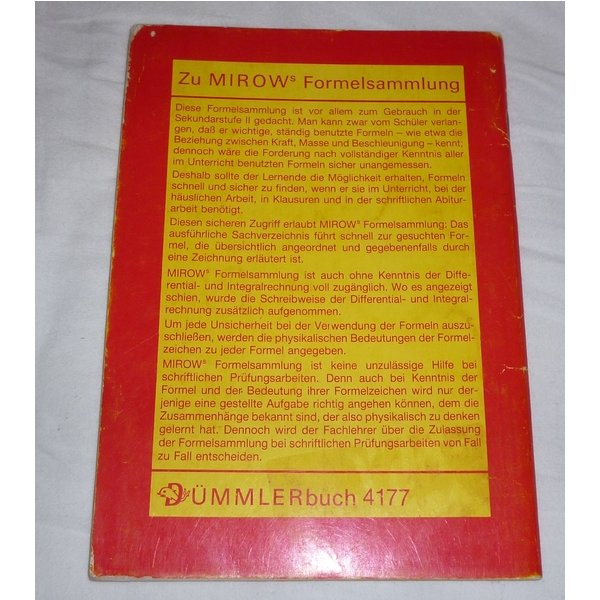 Zu MIROWˢ Formelsammlung
Diese Formelsammlung ist vor allem zum Gebrauch in der
Sekundarstufe II gedacht. Man kann zwar vom Schüler verlan-
gen, daß er wichtige, ständig benutzte Formeln – wie etwa die
Beziehung zwischen Kraft, Masse und Beschleunigung – kennt;
dennoch wäre die Forderung nach vollständiger Kenntnis aller
im Unterricht benutzten Formeln sicher unangemessen.
Deshalb sollte der Lernende die Möglichkeit erhalten, Formeln
schnell und sicher zu finden, wenn er sie im Unterricht, bei der
häuslichen Arbeit, in Klausuren und in der schriftlichen Abitur-
arbeit benötigt.
Diesen sicheren Zugriff erlaubt MIROWˢ Formelsammlung: Das
ausführliche Sachverzeichnis führt schnell zur gesuchten For-
mel, die übersichtlich angeordnet und gegebenenfalls durch
eine Zeichnung erläutert ist.
MIROWˢ Formelsammlung ist auch ohne Kenntnis der Diffe-
rential- und Integralrechnung voll zugänglich. Wo es angezeigt
schien, wurde die Schreibweise der Differential- und Integral-
rechnung zusätzlich aufgenommen.
Um jede Unsicherheit bei der Verwendung der Formeln auszu-
schließen, werden die physikalischen Bedeutungen der Formel-
zeichen zu jeder Formel angegeben.
MIROWˢ Formelsammlung ist keine unzulässige Hilfe bei
schriftlichen Prüfungsarbeiten. Denn auch bei Kenntnis der
Formel und der Bedeutung ihrer Formelzeichen wird nur der-
jenige eine gestellte Aufgabe richtig angehen können, dem die
Zusammenhänge bekannt sind, der also physikalisch zu denken
gelernt hat. Dennoch wird der Fachlehrer über die Zulassung
der Formelsammlung bei schriftlichen Prüfungsarbeiten von Fall
zu Fall entscheiden.
DÜMMLERbuch 4177